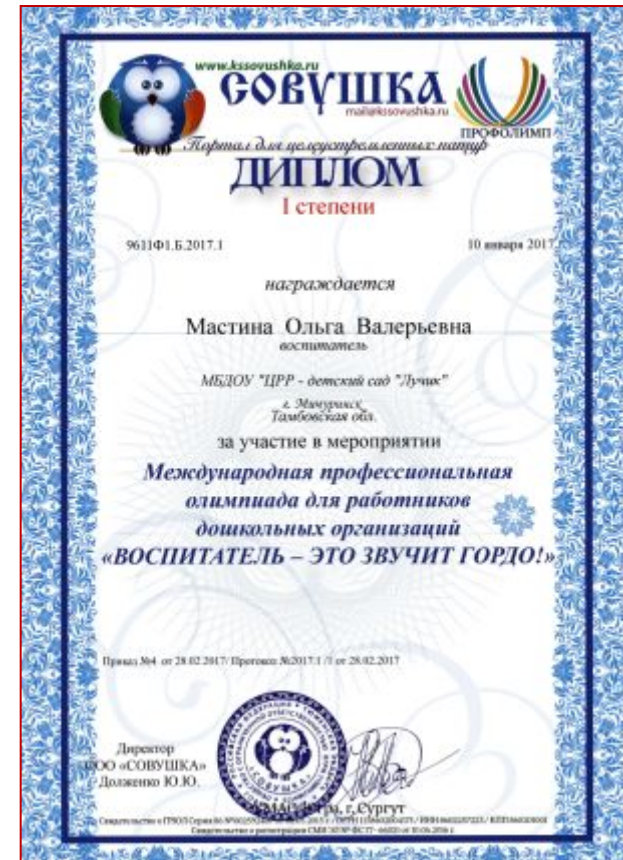 www.kssovushka.ru
СОВУШКА
mail@kssovushka.ru
ПРОФОЛИМП
Портал для целеустремленных натур
ДИПЛОМ
I степени
9611Ф1.Б.2017.1
10 января 2017
награждается
Мастина Ольга Валерьевна
воспитатель
МБДОУ "ЦРР - детский сад "Лучик"
г. Мичуринск
Тамбовская обл.
за участие в мероприятии
Международная профессиональная
олимпиада для работников
дошкольных организаций
«ВОСПИТАТЕЛЬ – ЭТО ЗВУЧИТ ГОРДО!»
Приказ №4 от 28.02.2017/ Протокол №2017.1 /1 от 28.02.2017
Директор
ООО «СОВУШКА»
Долженко Ю.Ю.
«СОВУШКА»
г. Сургут